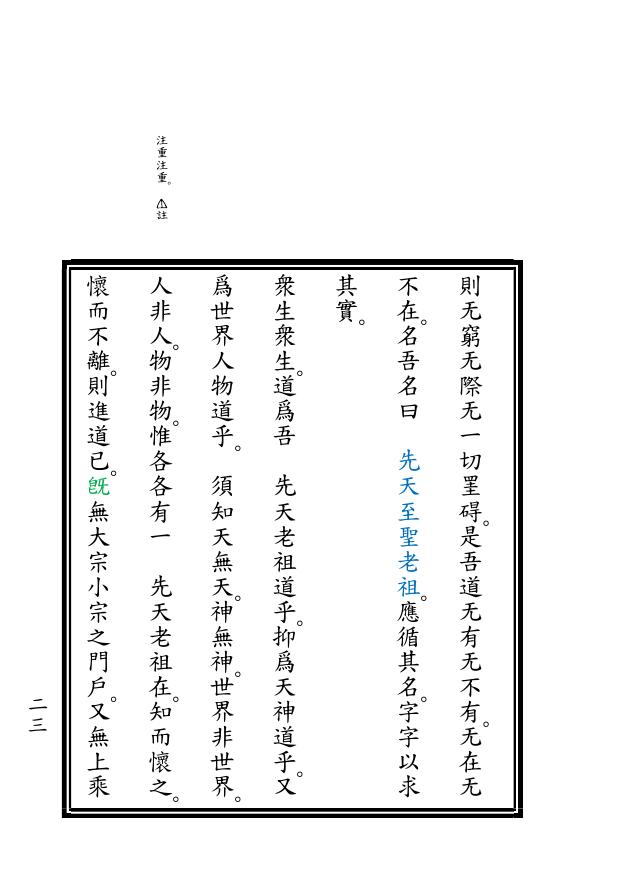 注重注重。 註
則无窮无際无一切罣碍。是吾道无有无不有。无在无
不在。名吾名曰 先天至聖老祖。應循其名。字字以求
其實。
衆生衆生。道爲吾 先天老祖道乎。抑爲天神道乎。又
爲世界人物道乎。 須知天無天。神無神。世界非世界。
人非人。物非物。惟各各有一 先天老祖在。知而懷之。
懷而不離。則進道已。旣無大宗小宗之門戶。又無上乘
二三